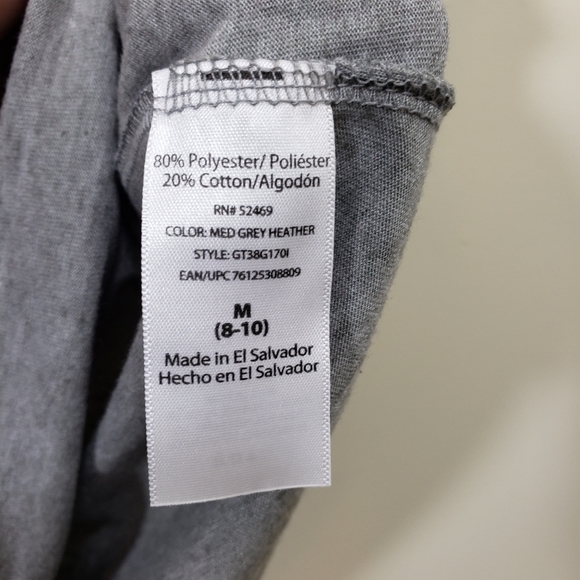 80% Polyester/ Poliéster
20% Cotton/Algodón
RN# 52469
COLOR: MED GREY HEATHER
STYLE: GT38G170I
EAN/UPC 76125308809
M
(8-10)
Made in El Salvador
Hecho en El Salvador